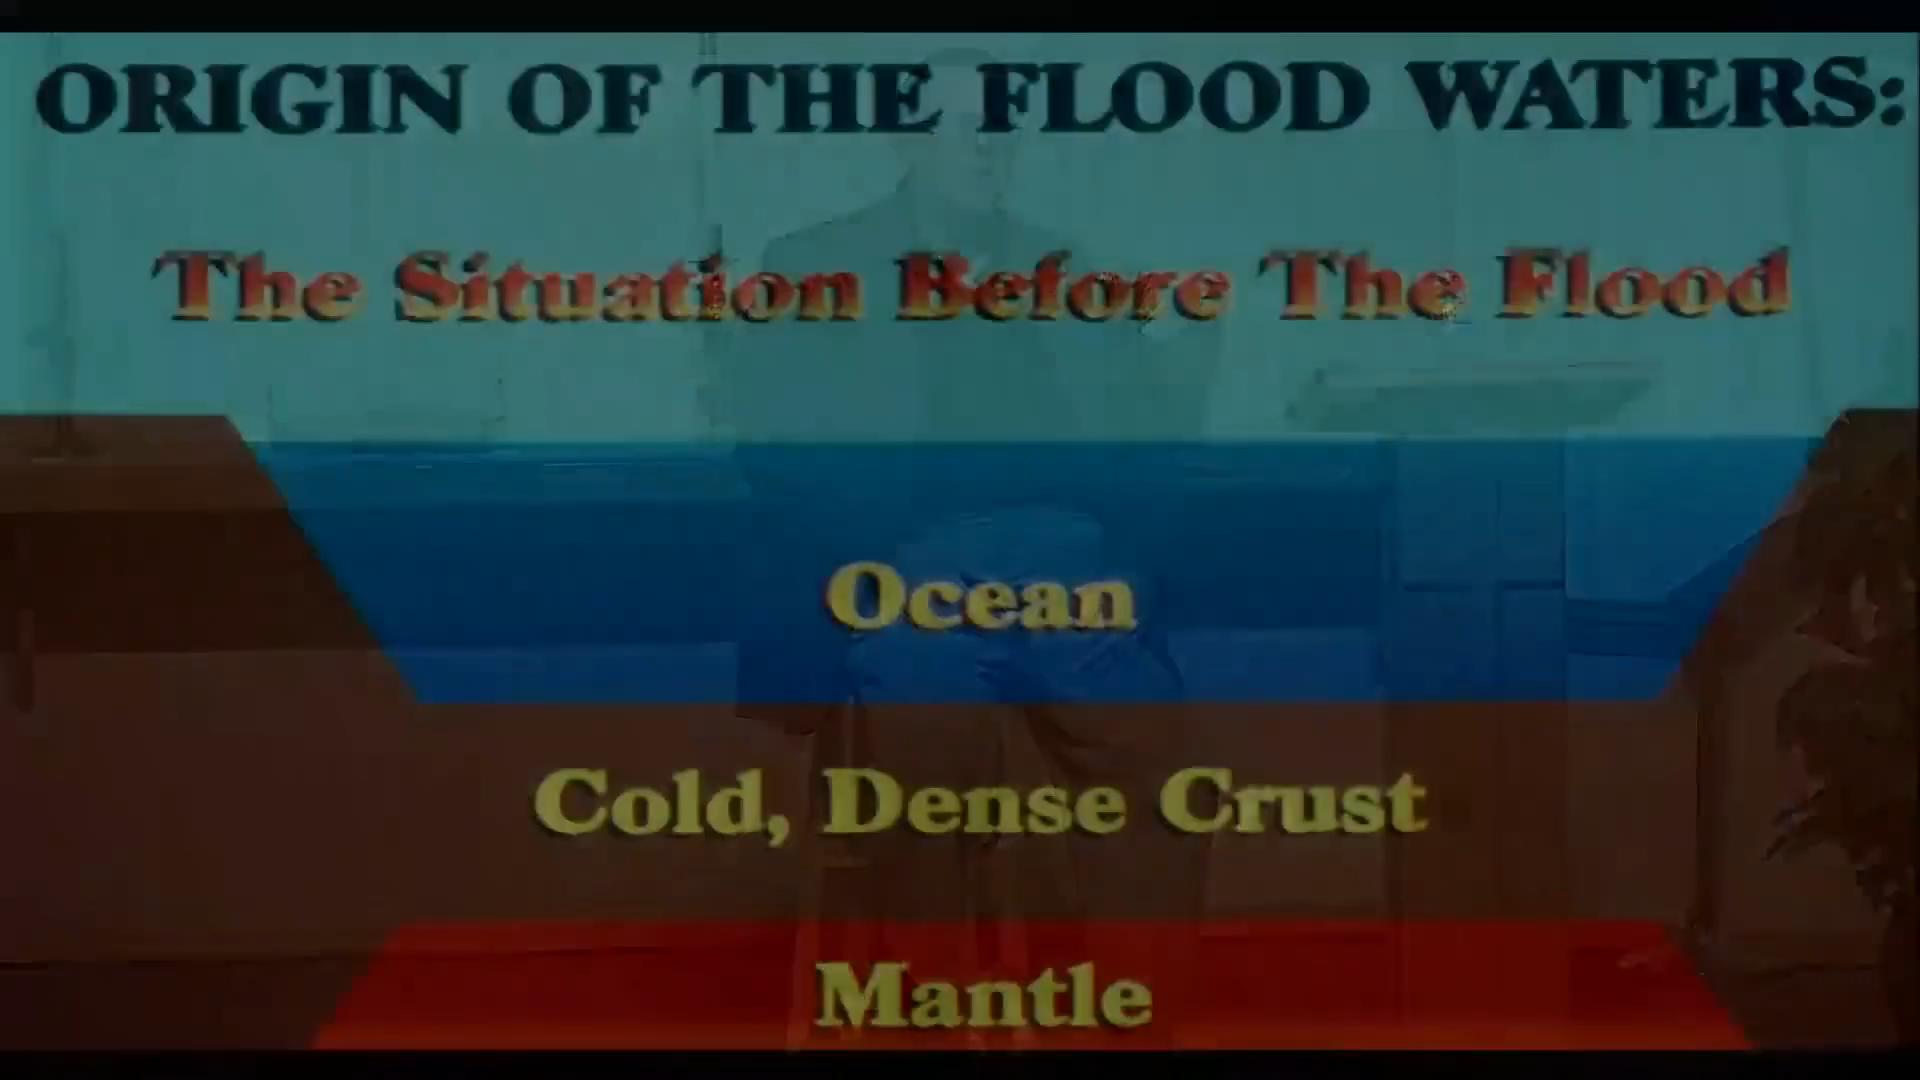 ORIGIN OF THE FLOOD WATERS:
The Situation Before The Flood
Ocean
Cold, Dense Crust
Mantle